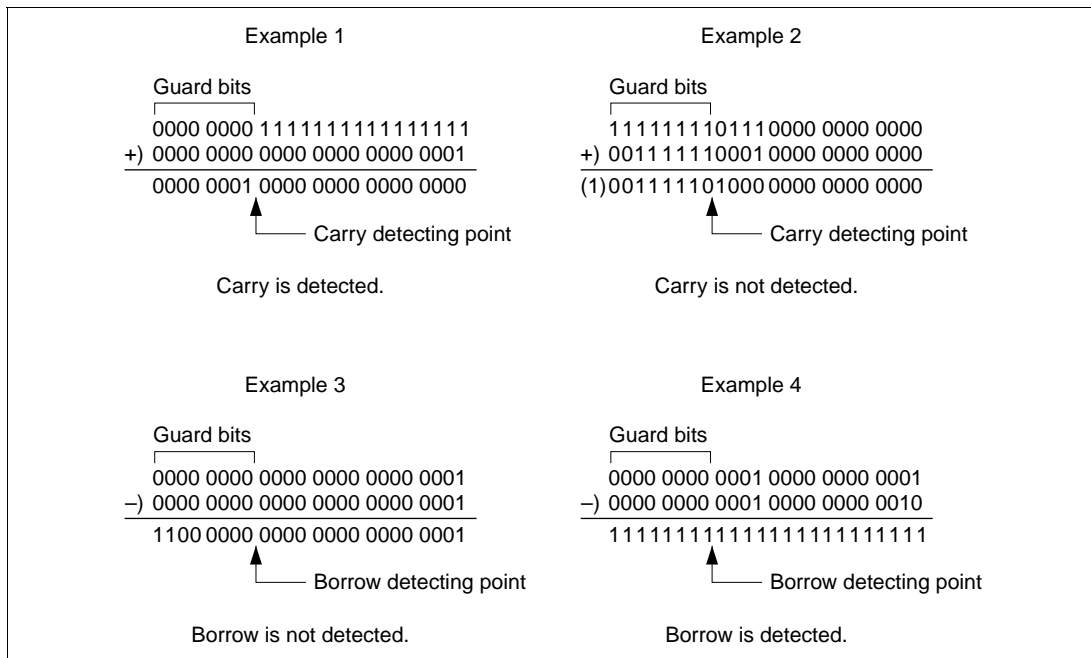 Example 1
Guard bits
0000 0000 1111111111111111
+) 0000 0000 0000 0000 0000 0001
0000 0001 0000 0000 0000 0000
Carry detecting point
Carry is detected.
Example 2
Guard bits
111111110111 0000 0000 0000
+) 001111110001 0000 0000 0000
(1) 001111101000 0000 0000 0000
Carry detecting point
Carry is not detected.
Example 3
Guard bits
0000 0000 0000 0000 0000 0001
–) 0000 0000 0000 0000 0000 0001
1100 0000 0000 0000 0000 0001
Borrow detecting point
Borrow is not detected.
Example 4
Guard bits
0000 0000 0001 0000 0000 0001
–) 0000 0000 0001 0000 0000 0010
111111111111111111111111
Borrow detecting point
Borrow is detected.